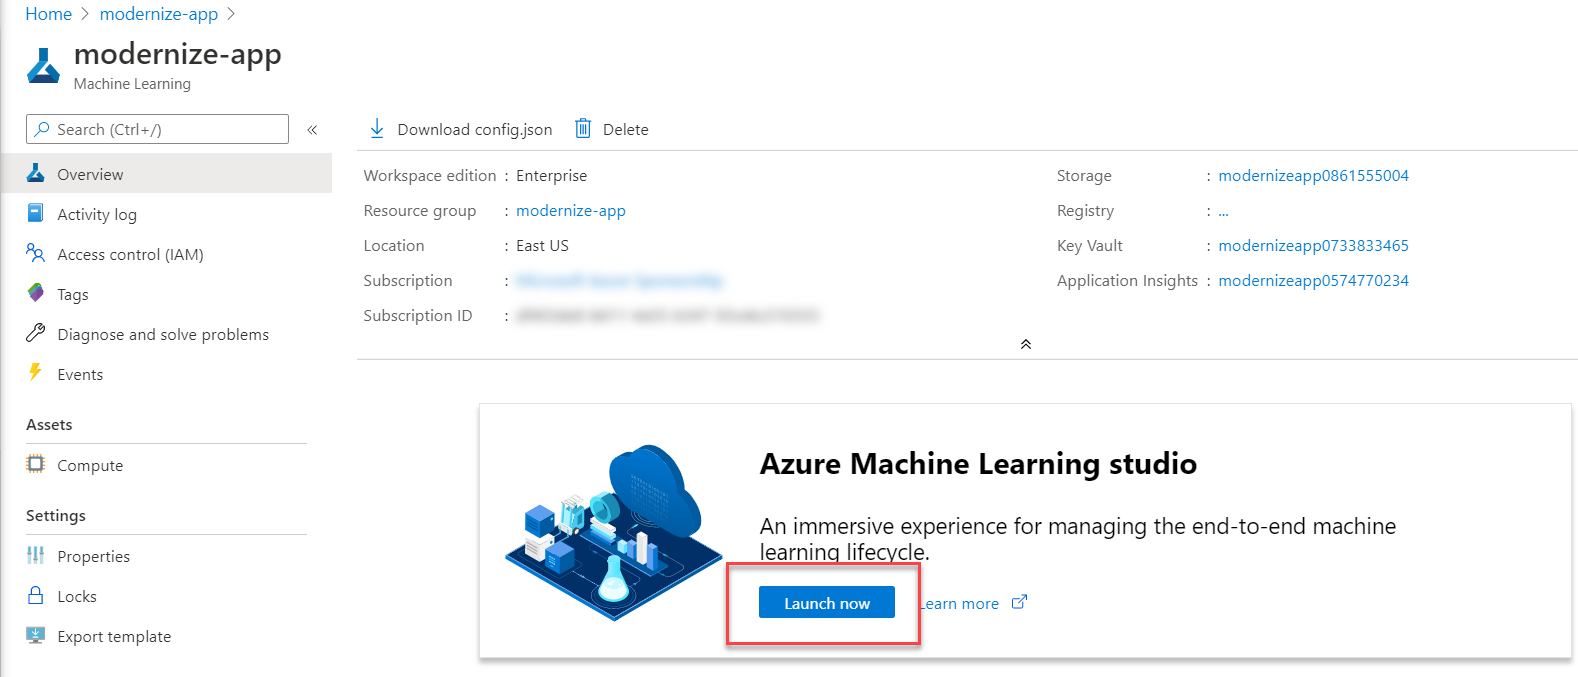 Home > modernize-app >
modernize-app
Machine Learning
Search (Ctrl+/)
«
Download config.json
Delete
Overview
Activity log
Access control (IAM)
Tags
Diagnose and solve problems
Events
Assets
Compute
Settings
Properties
Locks
Export template
Workspace edition : Enterprise
Resource group : modernize-app
Location : East US
Subscription :
Subscription ID :
Storage : modernizeapp0861555004
Registry : ...
Key Vault : modernizeapp0733833465
Application Insights : modernizeapp0574770234
Azure Machine Learning studio
An immersive experience for managing the end-to-end machine
learning lifecycle.
Launch now
Learn more